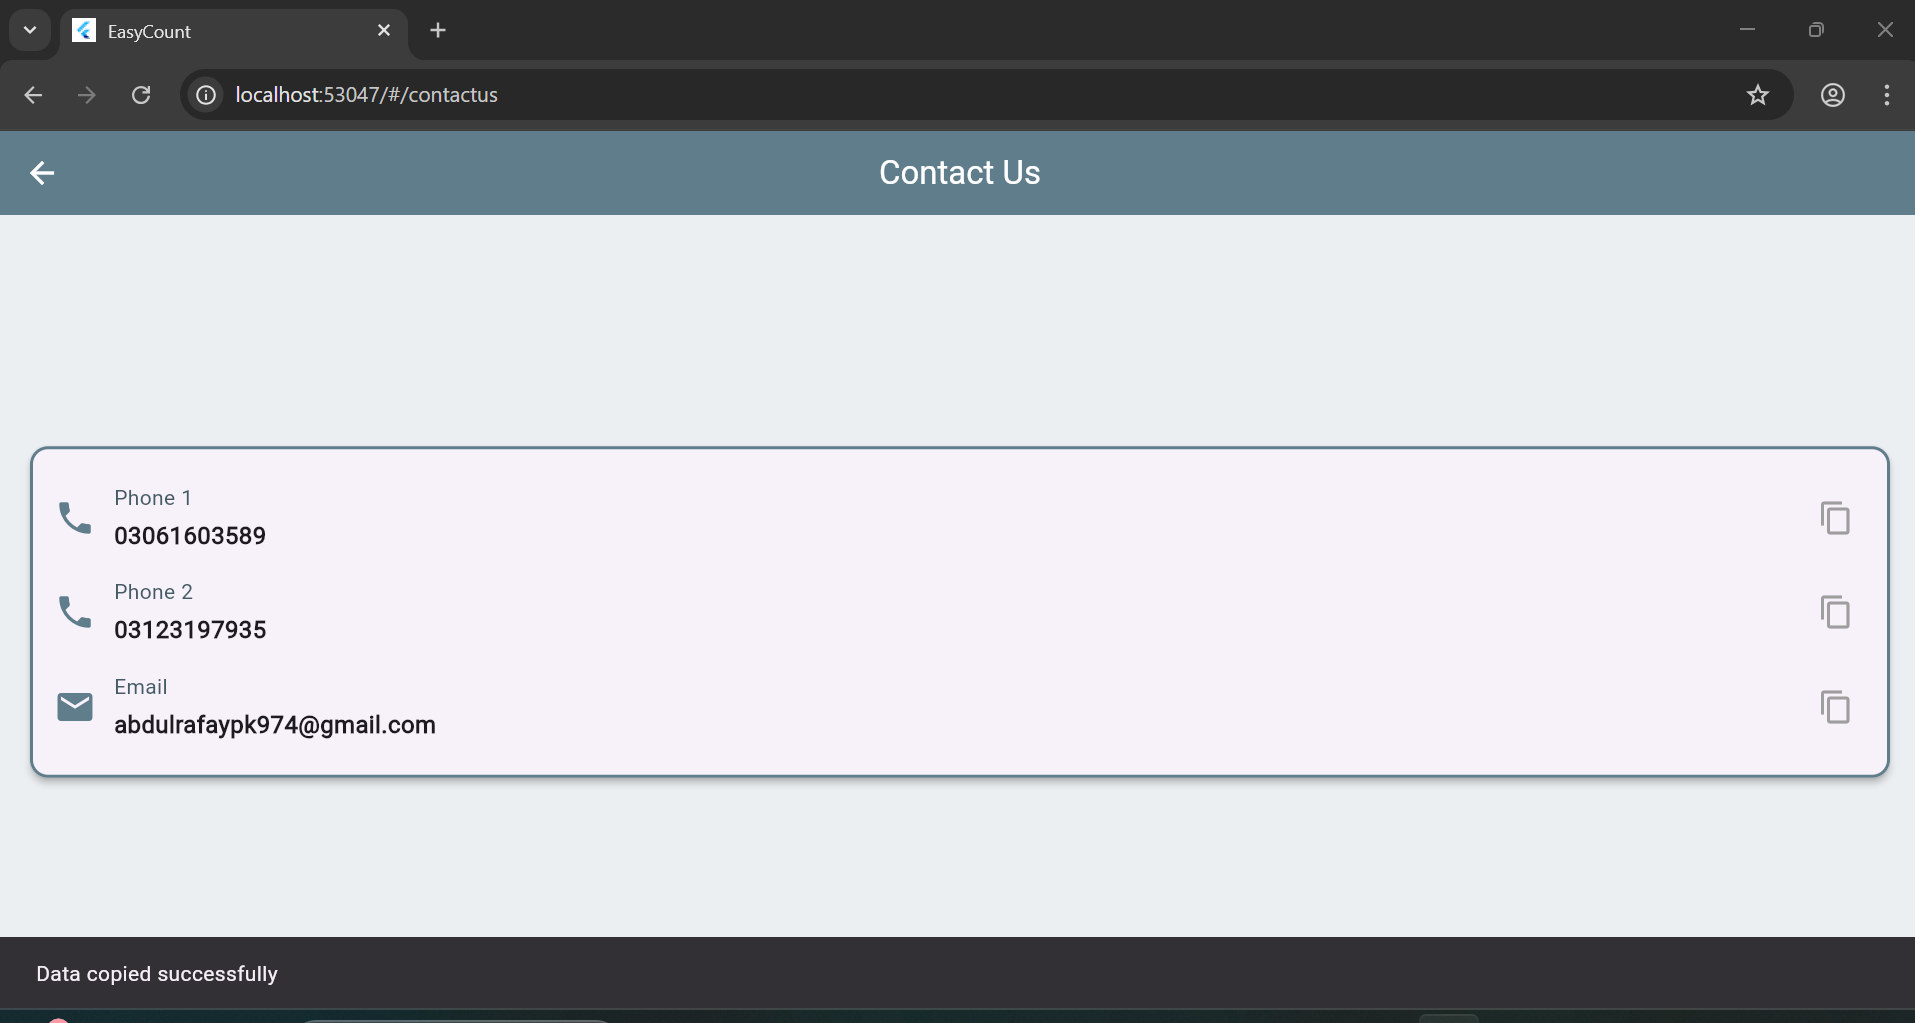 EasyCount
localhost:53047/#/contactus
Contact Us
Phone 1
03061603589
Phone 2
03123197935
Email
abdulrafaypk974@gmail.com
Data copied successfully